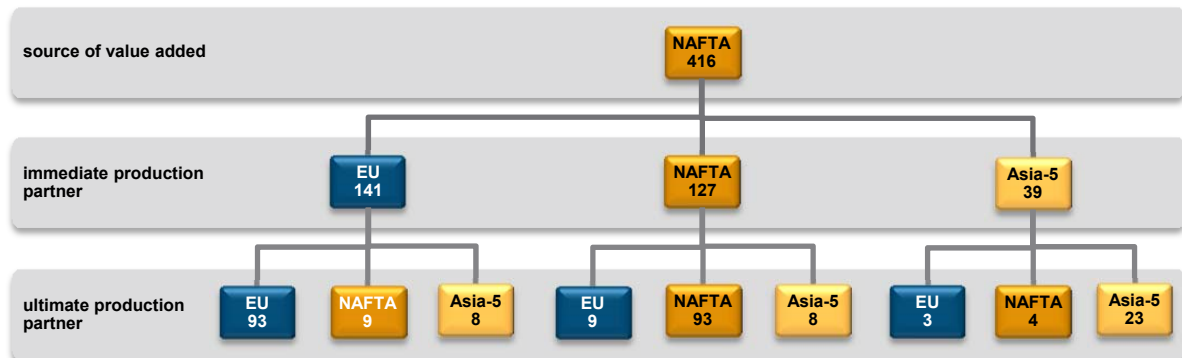 source of value added
NAFTA
416
immediate production
partner
EU
141
NAFTA
127
Asia-5
39
ultimate production
partner
EU
93
NAFTA
9
Asia-5
8
EU
9
NAFTA
93
Asia-5
8
EU
3
NAFTA
4
Asia-5
23